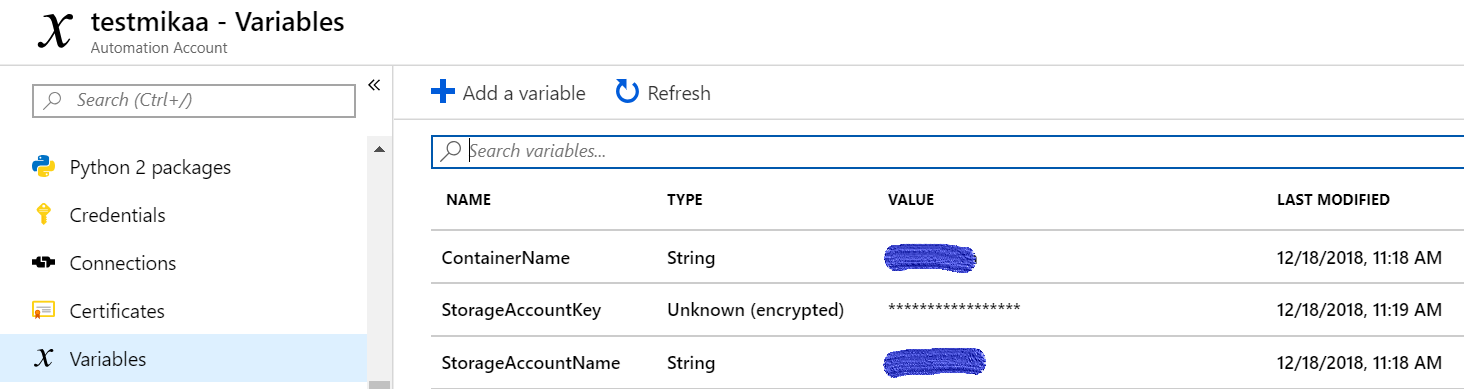 testmikaa - Variables
Automation Account
Search (Ctrl+/)
Python 2 packages
Credentials
Connections
Certificates
Variables
Add a variable Refresh
Search variables...
NAME TYPE VALUE LAST MODIFIED
ContainerName String 12/18/2018, 11:18 AM
StorageAccountKey Unknown (encrypted) ***************** 12/18/2018, 11:19 AM
StorageAccountName String 12/18/2018, 11:18 AM